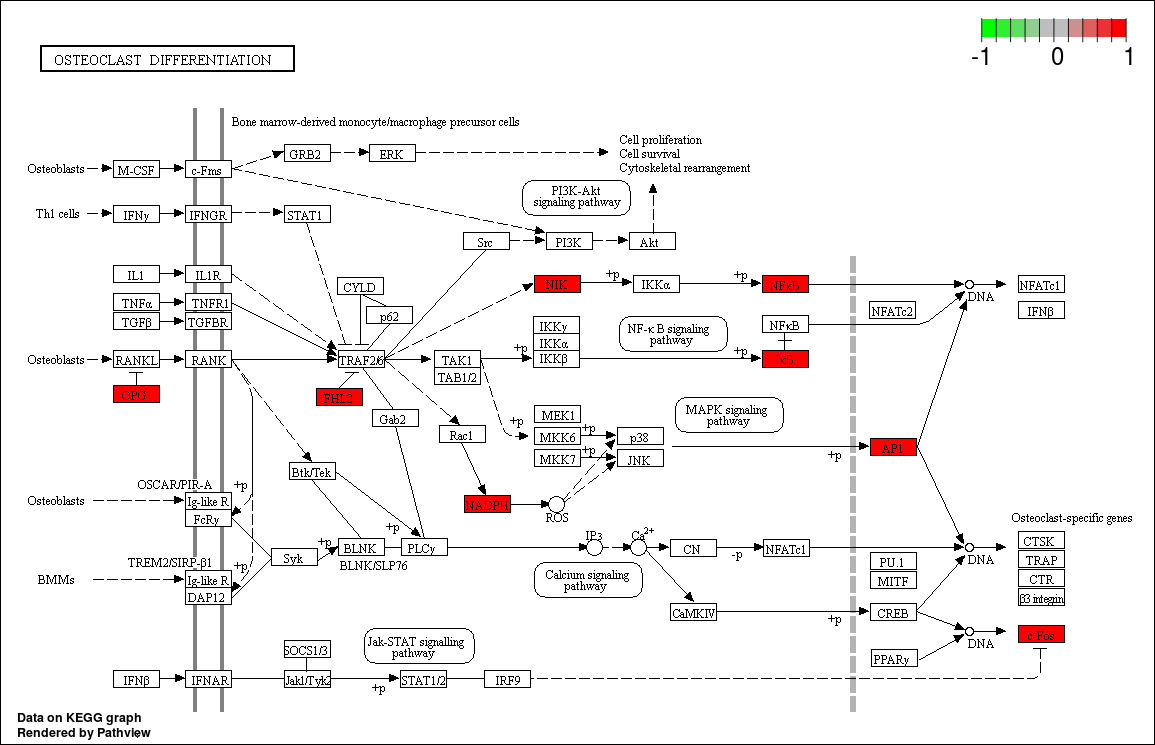 -1 0 1
OSTEOCLAST DIFFERENTIATION
Bone marrow-derived monocyte/macrophage precursor cells
Osteoblasts
M-CSF
c-Fms
GRB2
ERK
Cell proliferation
Cell survival
Cytoskeletal rearrangement
PI3K-Akt
signaling pathway
Th1 cells
IFNγ
IFNGR
STAT1
Src
PI3K
Akt
IL1
IL1R
CYLD
p62
NIK
+p
IKKα
+p
NFκB
DNA
NFATc1
IFNβ
NFATc2
TNFα
TNFR1
TGFβ
TGFBR
IKKγ
IKKα
IKKβ
+p
NF-κ B signaling
pathway
NFκB
+p
IκB
Osteoblasts
RANKL
RANK
TRAF26
TAK1
TAB1/2
OPG
FHL2
Gab2
Rac1
+p
MEK1
MKK6
+p
p38
MKK7
+p
JNK
MAPK signaling
pathway
+p
AP1
Btk/Tek
OSCAR/PIR-A
+p
Osteoblasts
Ig-like R
FcRγ
NADPH
ROS
Syk
+p
BLNK
BLNK/SLP76
+p
PLCγ
IP3
Ca2+
CN
-p
NFATc1
DNA
Osteoclast-specific genes
CTSK
TRAP
CTR
β3 integrin
PU.1
MITF
TREM2/SIRP-β1
+p
BMMs
Ig-like R
DAP12
Calcium signaling
pathway
CaMKIV
+p
CREB
DNA
c-Fos
PPARγ
SOCS1/3
Jak-STAT signalling
pathway
IFNβ
IFNAR
Jak1/Tyk2
+p
STAT1/2
IRF9
Data on KEGG graph
Rendered by Pathview